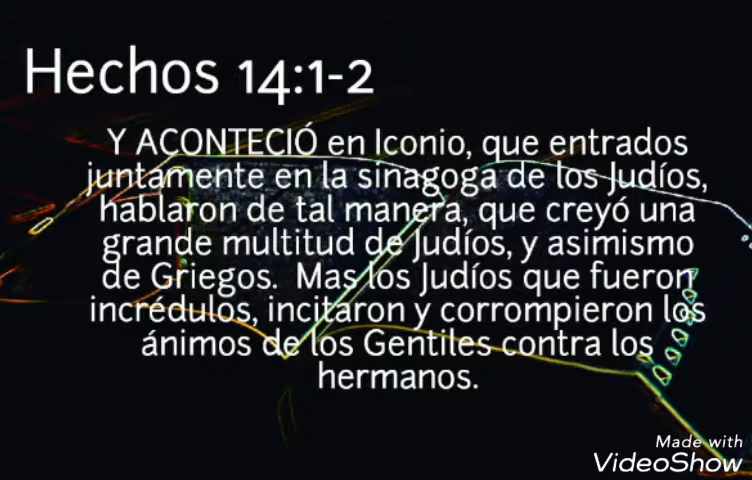 Hechos 14:1-2
Y ACONTECIÓ en Iconio, que entrados
juntamente en la sinagoga de los Judíos,
hablaron de tal manera, que creyó una
grande multitud de Judíos, y asimismo
de Griegos. Mas los Judíos que fueron
incrédulos, incitaron y corrompieron los
ánimos de los Gentiles contra los
hermanos.
Made with
VideoShow